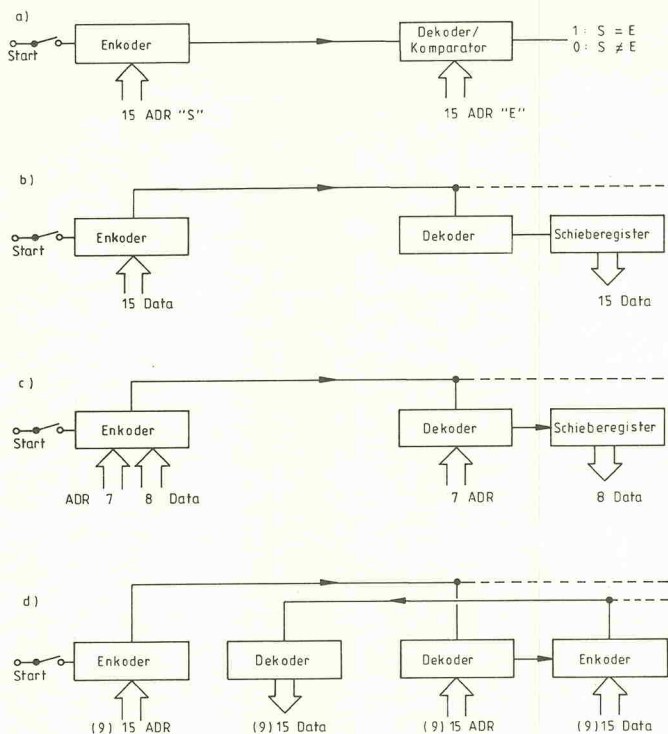 a)
Start
Enkoder
Dekoder/
Komparator
1: S = E
0: S ≠ E
15 ADR "S"
15 ADR "E"
b)
Start
Enkoder
Dekoder
Schieberegister
15 Data
15 Data
c)
Start
Enkoder
Dekoder
Schieberegister
ADR 7 8 Data
7 ADR
8 Data
d)
Start
Enkoder
Dekoder
Dekoder
Enkoder
(9) 15 ADR
(9) 15 Data
(9) 15 ADR
(9) 15 Data